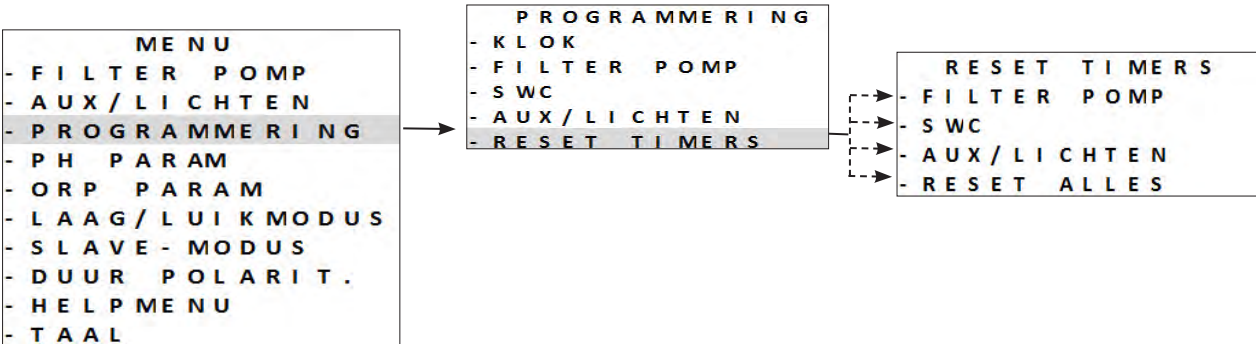 MENU
- FILTER POMP
- AUX/LICHTEN
- PROGRAMMERING
- PH PARAM
- ORP PARAM
- LAAG/LUIKMODUS
- SLAVE-MODUS
- DUUR POLARIT.
- HELPMENU
- TAAL
PROGRAMMERING
- KLOK
- FILTER POMP
- SWC
- AUX/LICHTEN
- RESET TIMERS
RESET TIMERS
- FILTER POMP
- SWC
- AUX/LICHTEN
- RESET ALLES